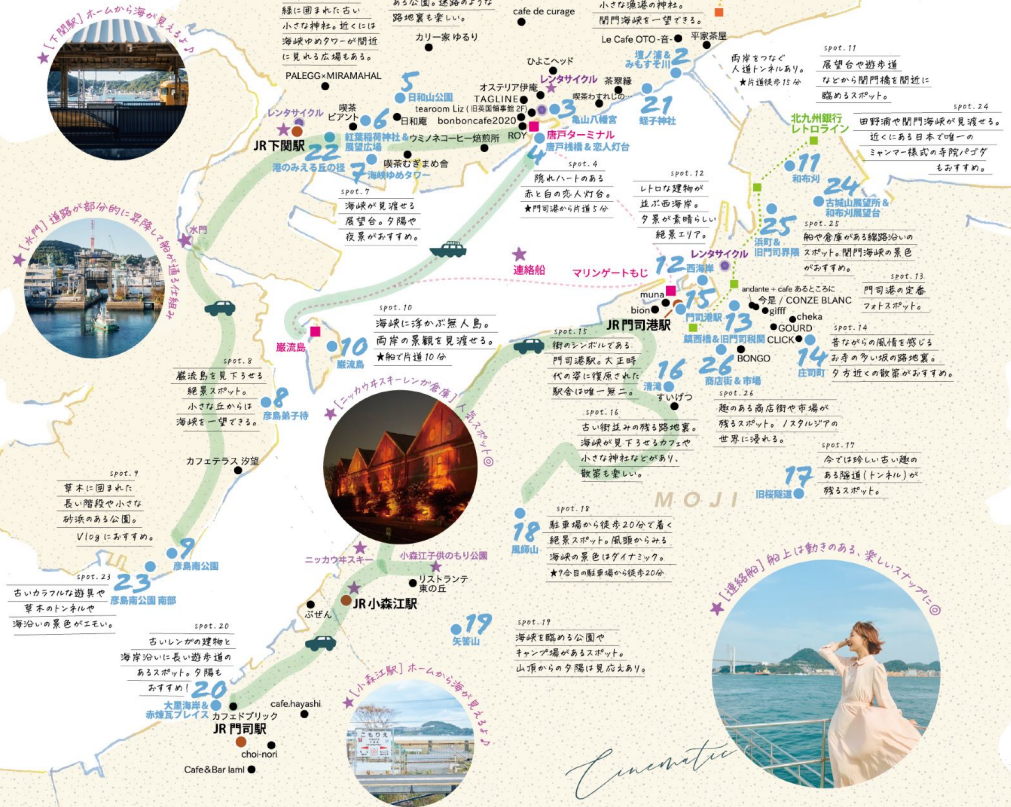 緑に囲まれた古い
小さな神社。近くには
海峡ゆめタワーが間近
に見れる広場もある。
ある公園。迷路のような
路地裏も楽しい。
cafe de curage
小さな漁港の神社。
関門海峡を一望できる。
★[下関駅]ホームから海が見えるよ♪
カリー家 ゆるり
Le Cafe OTO -音-
平家茶屋
2
壇ノ浦&
みもすそ川
両岸をつなぐ
人道トンネルあり。
★片道徒歩15分
spot.11
展望台や遊歩道
などから関門橋を間近に
臨めるスポット。
PALEGG×MIRAMAHAL
ひよこヘッド
レンタサイクル
茶翠縁
オステリア伊庵
喫茶わすれじの
TAGLINE
tearoom Liz (旧英国領事館 2F)
bonboncafe2020
ROY
5
日和山公園
3
亀山八幡宮
21
蛭子神社
spot.24
田野浦や関門海峡が見渡せる。
近くにある日本で唯一の
ミャンマー様式の寺院パゴダ
もおすすめ。
レンタサイクル
喫茶
ピアント
6
日和庵
紅葉稲荷神社&
展望広場
ウミノネコーヒー焙煎所
唐戸ターミナル
4
唐戸桟橋&恋人灯台
北九州銀行
レトロライン
JR下関駅
22
港のみえる丘の径
7
海峡ゆめタワー
喫茶むぎまめ舎
11
和布刈
spot.7
海峡が見渡せる
展望台。夕陽や
夜景がおすすめ。
spot.4
隠れハートのある
赤と白の恋人灯台。
★門司港から片道5分
spot.12
レトロな建物が
並ぶ西海岸。
夕景が素晴らしい
絶景エリア。
24
古城山展望所&
和布刈展望台
25
浜町&
旧門司界隈
spot.25
船や倉庫がある線路沿いの
スポット。関門海峡の景色
がおすすめ。
★[水門]道路が部分的に昇降して船が通る仕組み
水門
連絡船
マリンゲートもじ
レンタサイクル
12
西海岸
spot.13
門司港の定番
フォトスポット。
muna
bion
15
門司港駅
JR門司港駅
andante + cafe あるところに
今是 / CONZE BLANC
gifff
cheka
GOURD
CLICK
13
鎮西橋&旧門司税関
BONGO
spot.14
昔ながらの風情を感じる
お寺の多い坂の路地裏。
夕方近くの散策がおすすめ。
14
庄司町
spot.10
海峡に浮かぶ無人島。
両岸の景観を見渡せる。
★船で片道10分
巌流島
10
巌流島
spot.15
街のシンボルである
門司港駅。大正時
代の姿に復原された
駅舎は唯一無二。
26
商店街&市場
16
清滝
すいげつ
spot.8
巌流島を見下ろせる
絶景スポット。
小さな丘からは
海峡を一望できる。
8
彦島弟子待
★[ニッカウヰスキーレンガ倉庫]人気スポット◎
spot.16
古い街並みの残る路地裏。
海峡が見下ろせるカフェや
小さな神社などがあり、
散策も楽しい。
spot.26
趣のある商店街や市場が
残るスポット。ノスタルジアの
世界に浸れる。
カフェテラス 汐望
spot.17
今では珍しい古い趣の
ある隧道(トンネル)が
残るスポット。
17
旧桜隧道
MOJI
spot.9
草木に囲まれた
長い階段や小さな
砂浜のある公園。
Vlogにおすすめ。
9
彦島南公園
18
風師山
spot.18
駐車場から徒歩20分で着く
絶景スポット。風頭からみる
海峡の景色はダイナミック。
★9合目の駐車場から徒歩20分
ニッカウヰスキー
小森江子供のもり公園
リストランテ
東の丘
spot.23
古いカラフルな遊具や
草木のトンネルや
海沿いの景色がエモい。
23
彦島南公園 南部
JR小森江駅
ぶぜん
★[連絡船]船上は動きのある、楽しいスナップに◎
19
矢筈山
spot.19
海峡を臨める公園や
キャンプ場があるスポット。
山頂からの夕陽は見応えあり。
spot.20
古いレンガの建物と
海岸沿いに長い遊歩道の
あるスポット。夕陽も
おすすめ!
20
大里海岸&
赤煉瓦プレイス
★[小森江駅]ホームから海が見えるよ♪
カフェドブリック
cafe.hayashi
JR門司駅
choi-nori
Cafe&Bar lamI
こもりえ
Cinematic